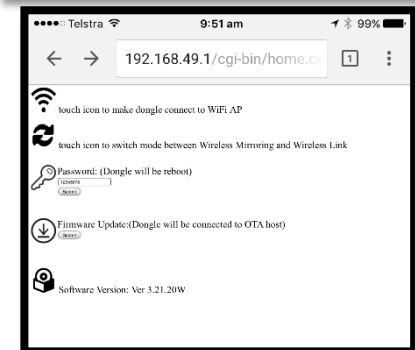 Telstra 9:51 am 99%
192.168.49.1/cgi-bin/home.cg 1
touch icon to make dongle connect to WiFi AP
touch icon to switch mode between Wireless Mirroring and Wireless Link
Password: (Dongle will be reboot)
12345678
Submit
Firmware Update:(Dongle will be connected to OTA host)
Submit
Software Version: Ver 3.21.20W